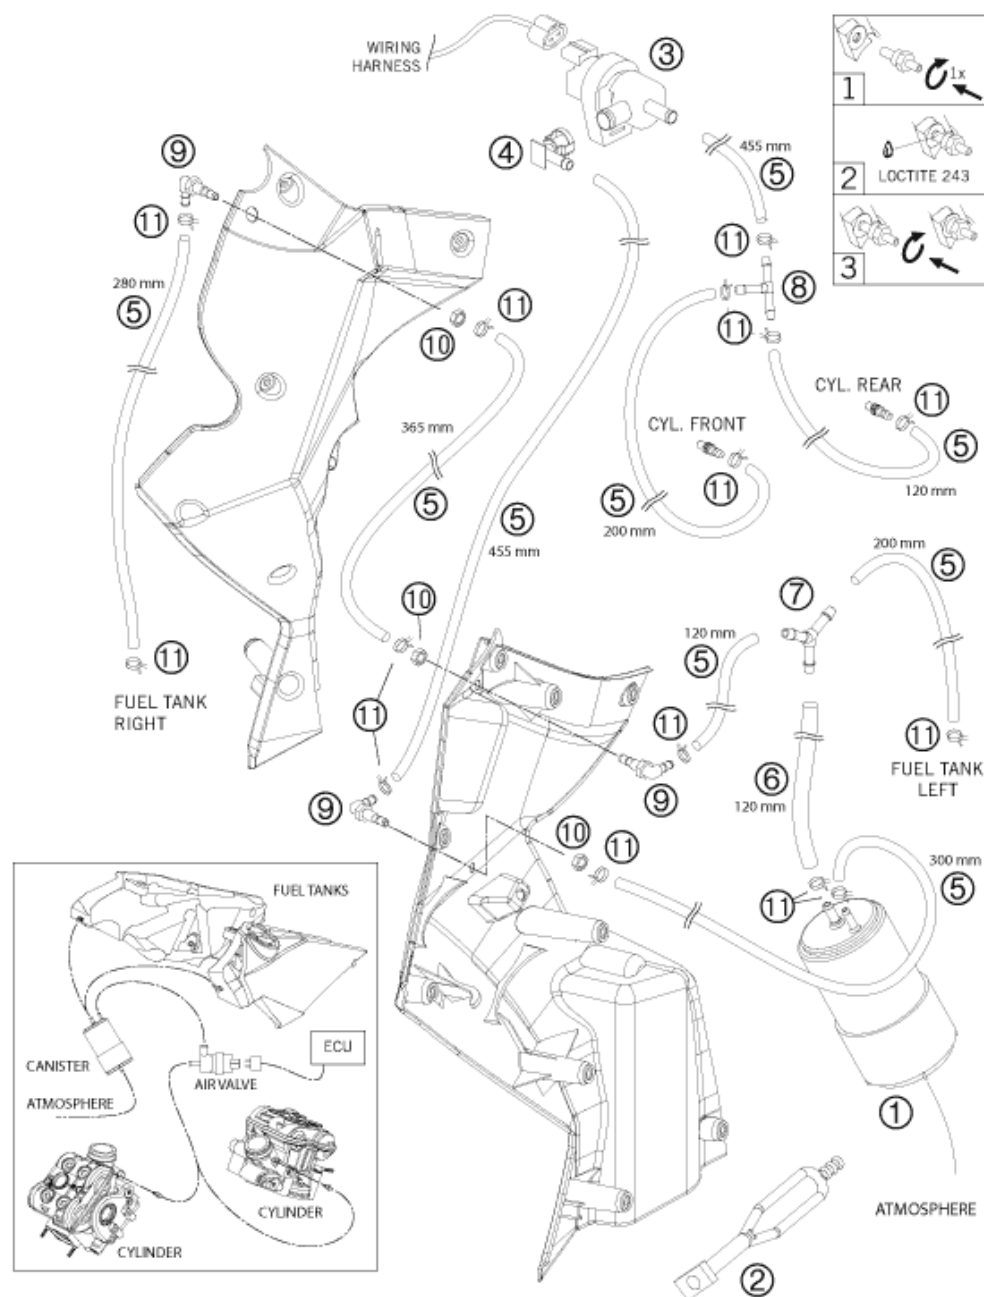 WIRING
HARNESS
3
1
1x
4
455 mm
5
2
LOCTITE 243
9
11
11
3
280 mm
5
8
11
11
10
CYL. REAR
11
365 mm
CYL. FRONT
5
11
120 mm
5
5
200 mm
5
455 mm
200 mm
5
10
7
120 mm
5
11
FUEL TANK
RIGHT
11
11
11
FUEL TANK
LEFT
6
120 mm
9
9
10
11
300 mm
5
11
FUEL TANKS
ECU
CANISTER
AIR VALVE
ATMOSPHERE
1
CYLINDER
ATMOSPHERE
CYLINDER
2